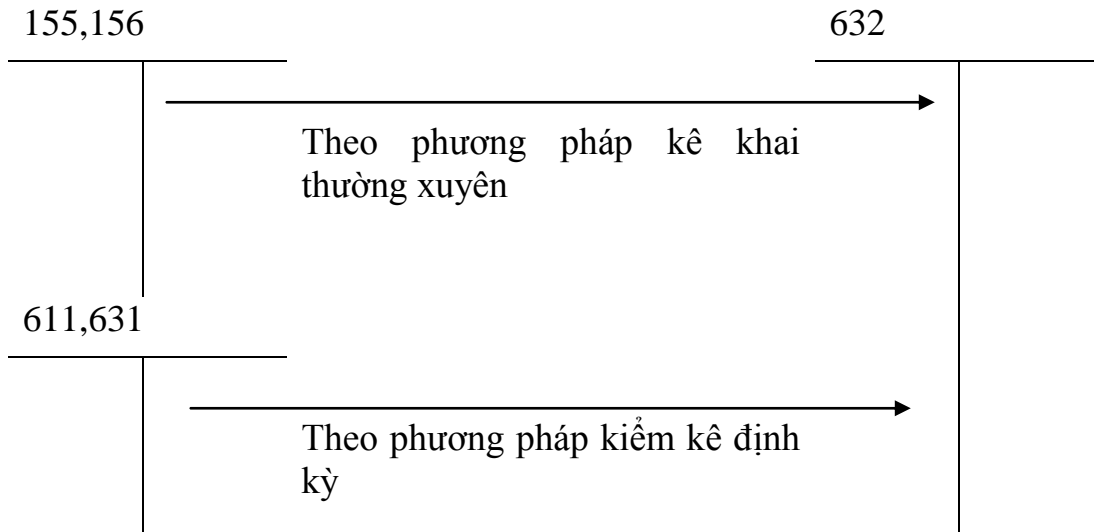 155,156
632
Theo phương pháp kê khai
thường xuyên
611,631
Theo phương pháp kiểm kê định
kỳ